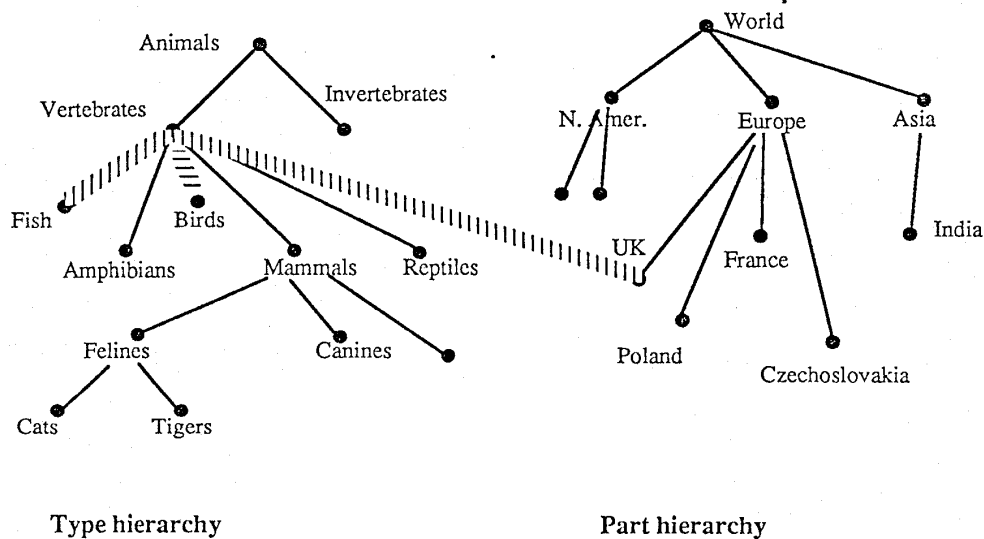 World
Animals
Invertebrates
Vertebrates
N. Amer.
Europe
Asia
Fish
Birds
India
UK
France
Amphibians
Mammals
Reptiles
Felines
Canines
Poland
Czechoslovakia
Cats
Tigers
Type hierarchy
Part hierarchy